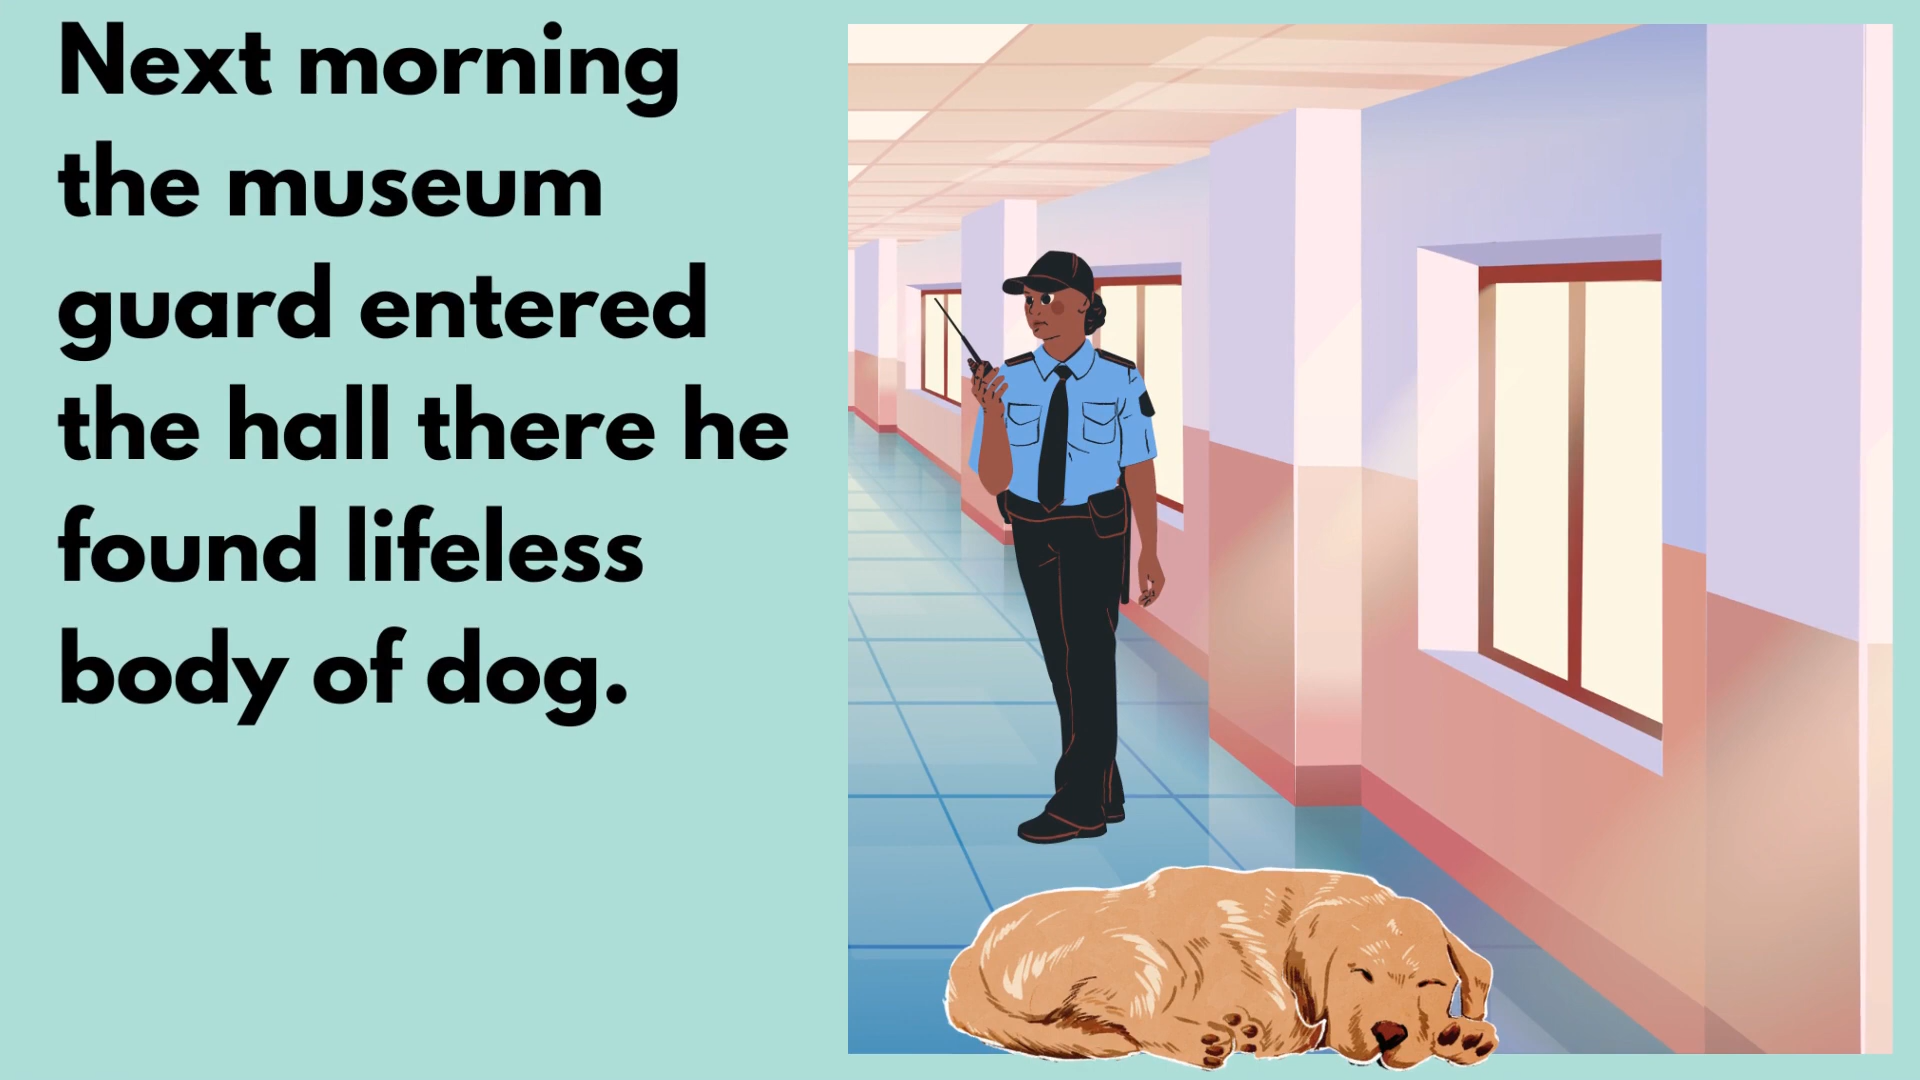 Next morning
the museum
guard entered
the hall there he
found lifeless
body of dog.